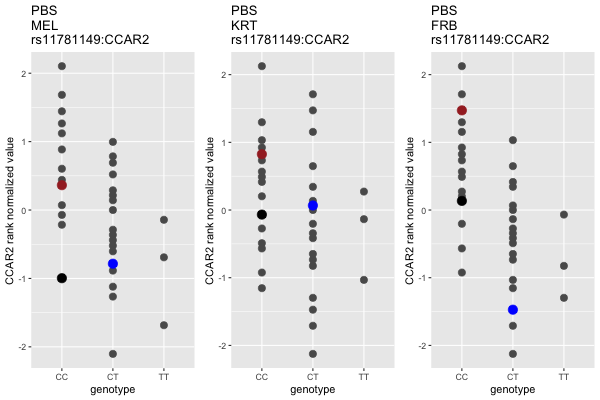 PBS
MEL
rs11781149:CCAR2
CCAR2 rank normalized value
2
1
0
-1
-2
CC
CT
TT
genotype
PBS
KRT
rs11781149:CCAR2
CCAR2 rank normalized value
2
1
0
-1
-2
CC
CT
TT
genotype
PBS
FRB
rs11781149:CCAR2
CCAR2 rank normalized value
2
1
0
-1
-2
CC
CT
TT
genotype